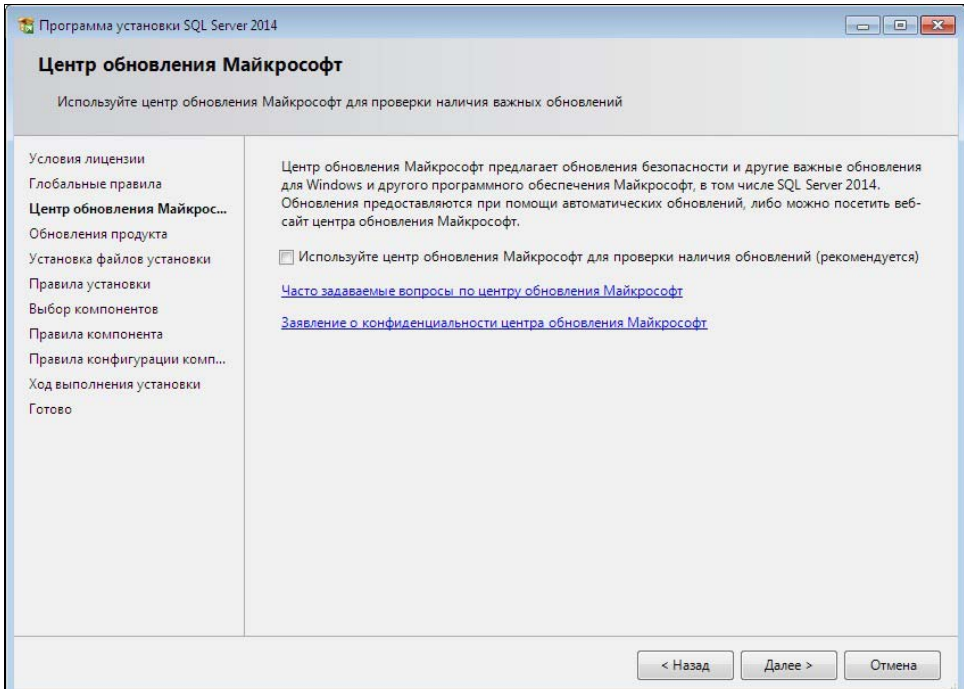 Программа установки SQL Server 2014
Центр обновления Майкрософт
Используйте центр обновления Майкрософт для проверки наличия важных обновлений
Условия лицензии
Глобальные правила
Центр обновления Майкрос...
Обновления продукта
Установка файлов установки
Правила установки
Выбор компонентов
Правила компонента
Правила конфигурации комп...
Ход выполнения установки
Готово
Центр обновления Майкрософт предлагает обновления безопасности и другие важные обновления
для Windows и другого программного обеспечения Майкрософт, в том числе SQL Server 2014.
Обновления предоставляются при помощи автоматических обновлений, либо можно посетить веб-
сайт центра обновления Майкрософт.
Используйте центр обновления Майкрософт для проверки наличия обновлений (рекомендуется)
Часто задаваемые вопросы по центру обновления Майкрософт
Заявление о конфиденциальности центра обновления Майкрософт
< Назад
Далее >
Отмена